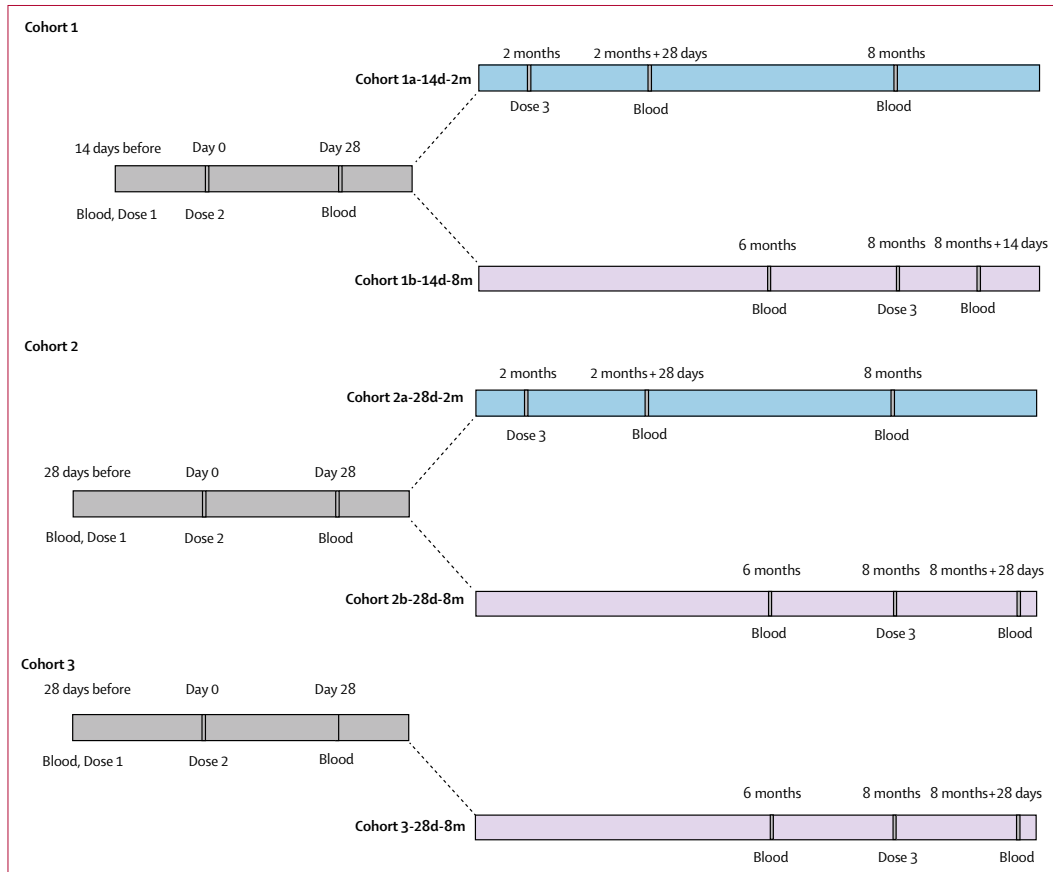 Cohort 1
2 months 2 months + 28 days 8 months
Cohort 1a-14d-2m
Dose 3 Blood Blood
14 days before Day 0 Day 28
Blood, Dose 1 Dose 2 Blood
6 months 8 months 8 months + 14 days
Cohort 1b-14d-8m
Blood Dose 3 Blood
Cohort 2
2 months 2 months + 28 days 8 months
Cohort 2a-28d-2m
Dose 3 Blood Blood
28 days before Day 0 Day 28
Blood, Dose 1 Dose 2 Blood
6 months 8 months 8 months + 28 days
Cohort 2b-28d-8m
Blood Dose 3 Blood
Cohort 3
28 days before Day 0 Day 28
Blood, Dose 1 Dose 2 Blood
6 months 8 months 8 months+28 days
Cohort 3-28d-8m
Blood Dose 3 Blood